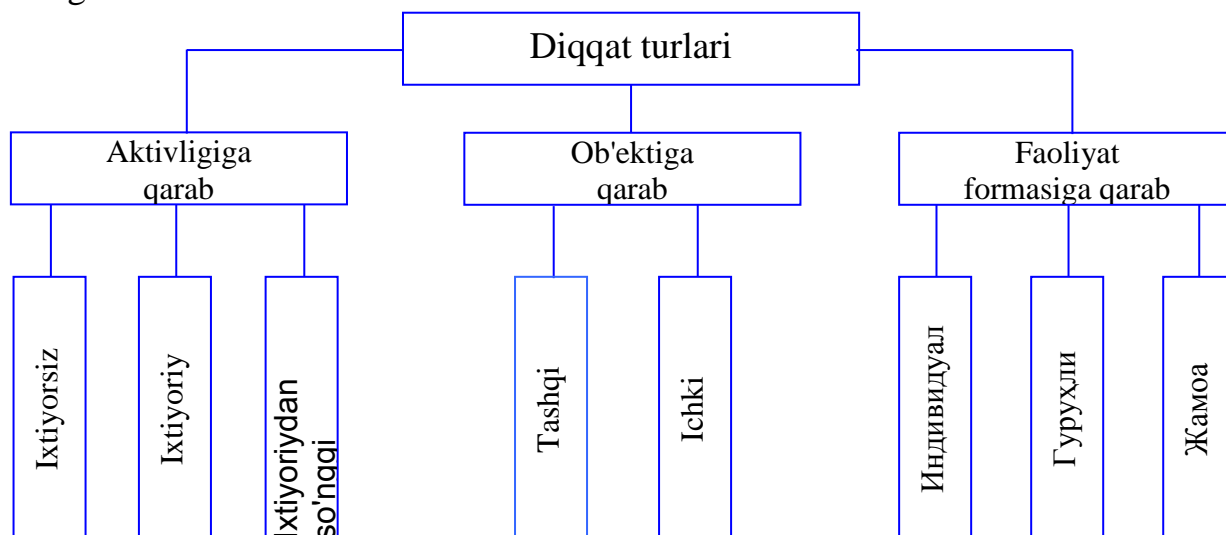 Diqqat turlari
Aktivligiga
qarab
Ob'ektiga
qarab
Faoliyat
formasiga qarab
Ixtiyorsiz
Ixtiyoriy
Ixtiyoriydan
so'nggi
Tashqi
Ichki
Индивидуал
Гуруҳли
Жамоа